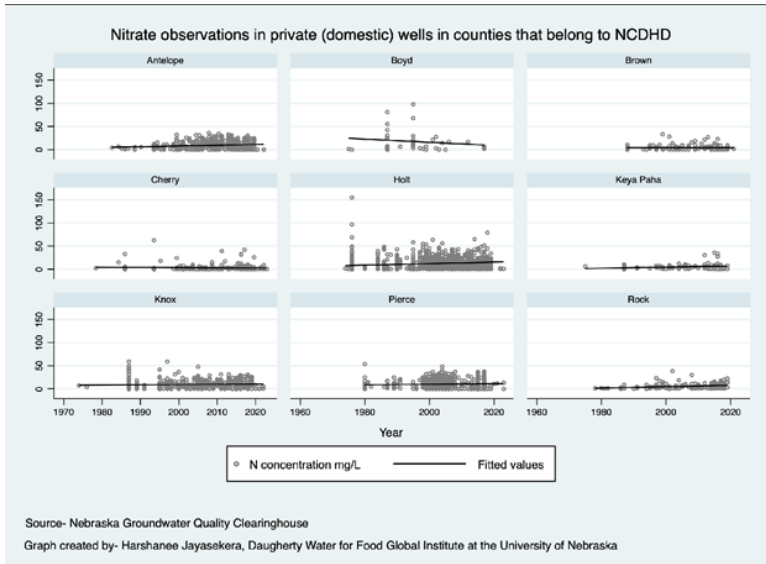 Nitrate observations in private (domestic) wells in counties that belong to NCDHD
Antelope Boyd Brown
150
100
50
0
Cherry Holt Keya Paha
150
100
50
0
Knox Pierce Rock
150
100
50
0
1970 1980 1990 2000 2010 2020 1960 1980 2000 2020 1960 1980 2000 2020
Year
N concentration mg/L Fitted values
Source- Nebraska Groundwater Quality Clearinghouse
Graph created by- Harshanee Jayasekera, Daugherty Water for Food Global Institute at the University of Nebraska